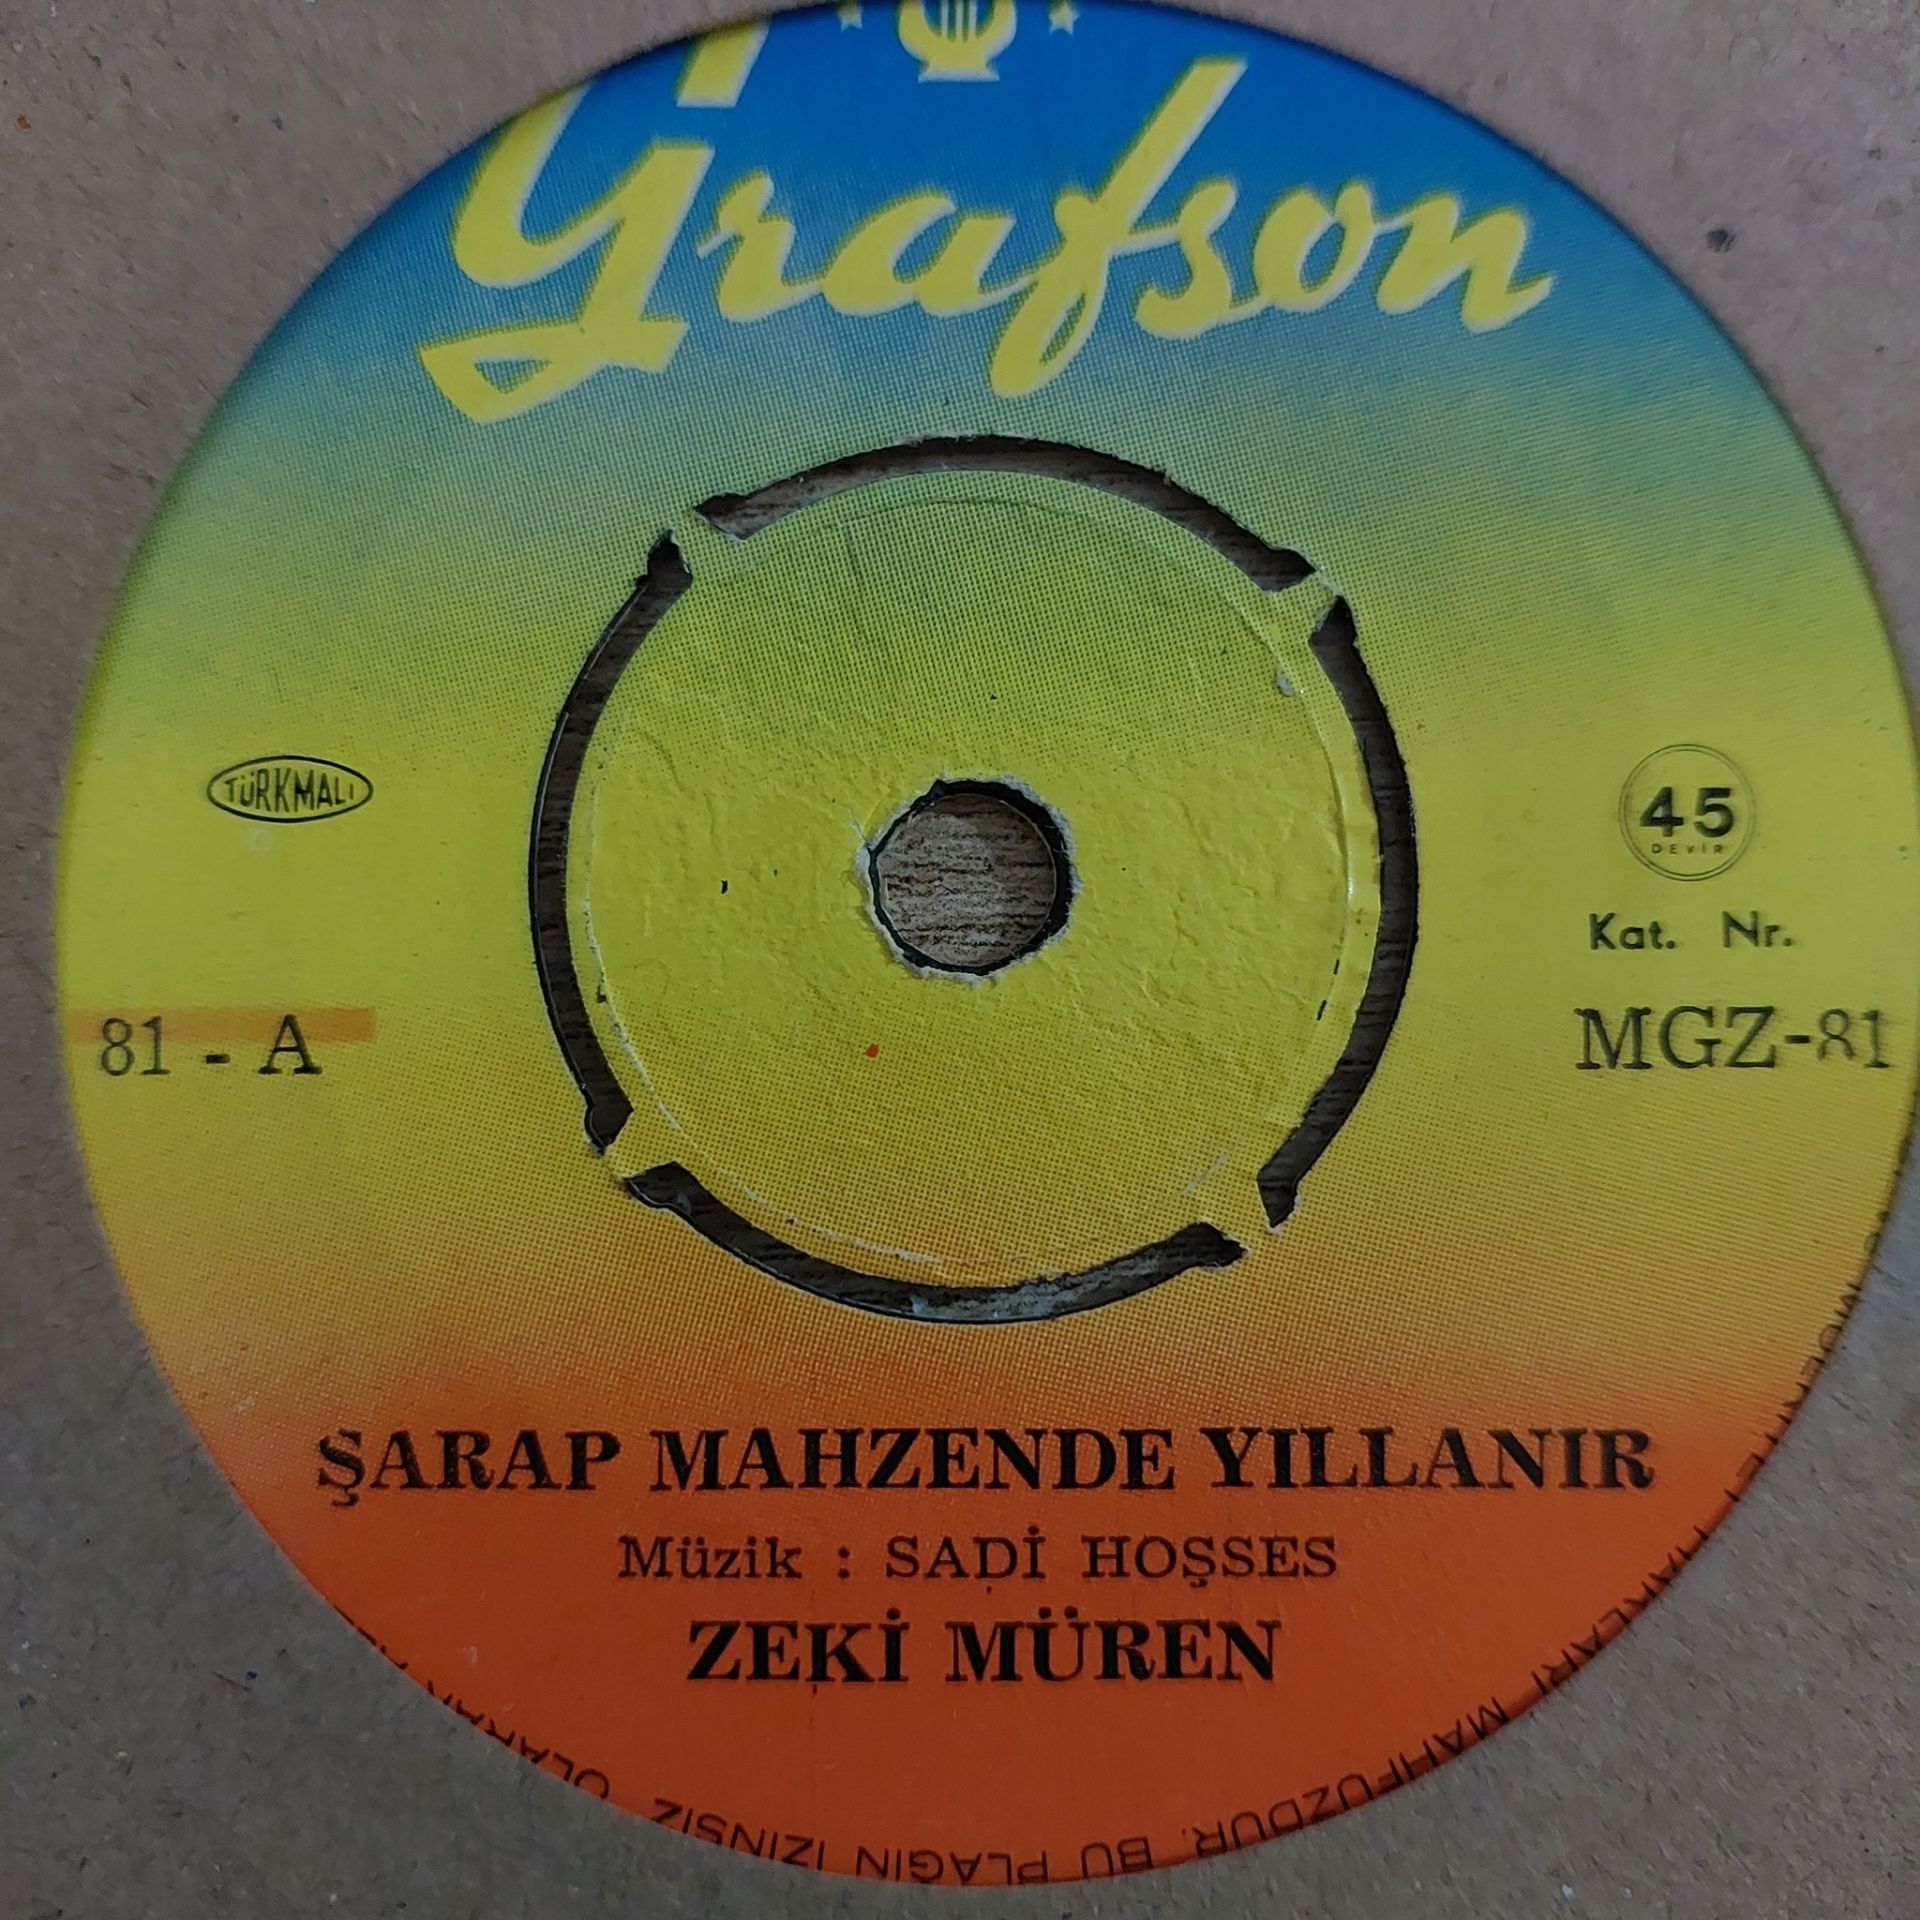 Grafson
TÜRKMALI
45
DEVİR
Kat. Nr.
81 - A
MGZ-81
ŞARAP MAHZENDE YILLANIR
Müzik : SADİ HOŞSES
ZEKİ MÜREN
HAKLARI MAHFUZDUR. BU PLAĞIN İZİNSİZ OLARAK